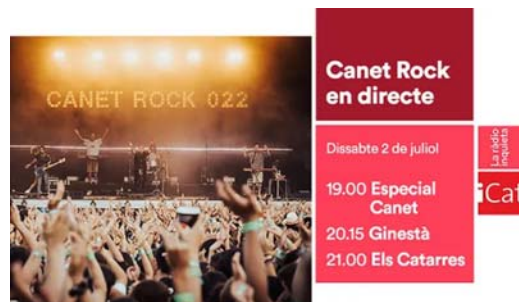 CANET ROCK 022
Canet Rock
en directe
Dissabte 2 de juliol
19.00 Especial
Canet
20.15 Ginestà
21.00 Els Catarres
La ràdio
inquieta
iCat